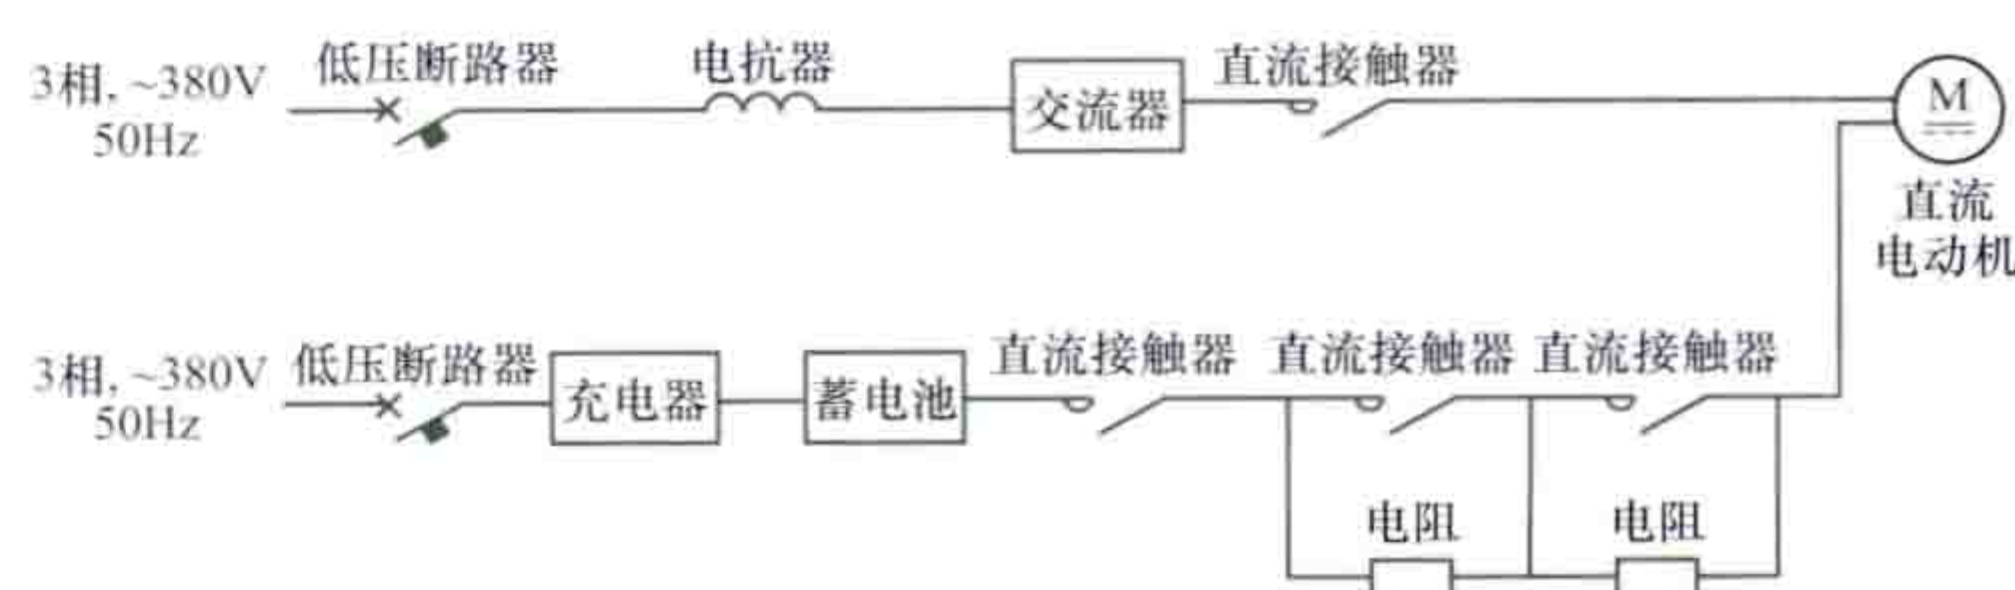 3相, ~380V
50Hz
低压断路器
电抗器
交流器
直流接触器
M
直流
电动机
3相, ~380V
50Hz
低压断路器
充电器
蓄电池
直流接触器
直流接触器
直流接触器
电阻
电阻